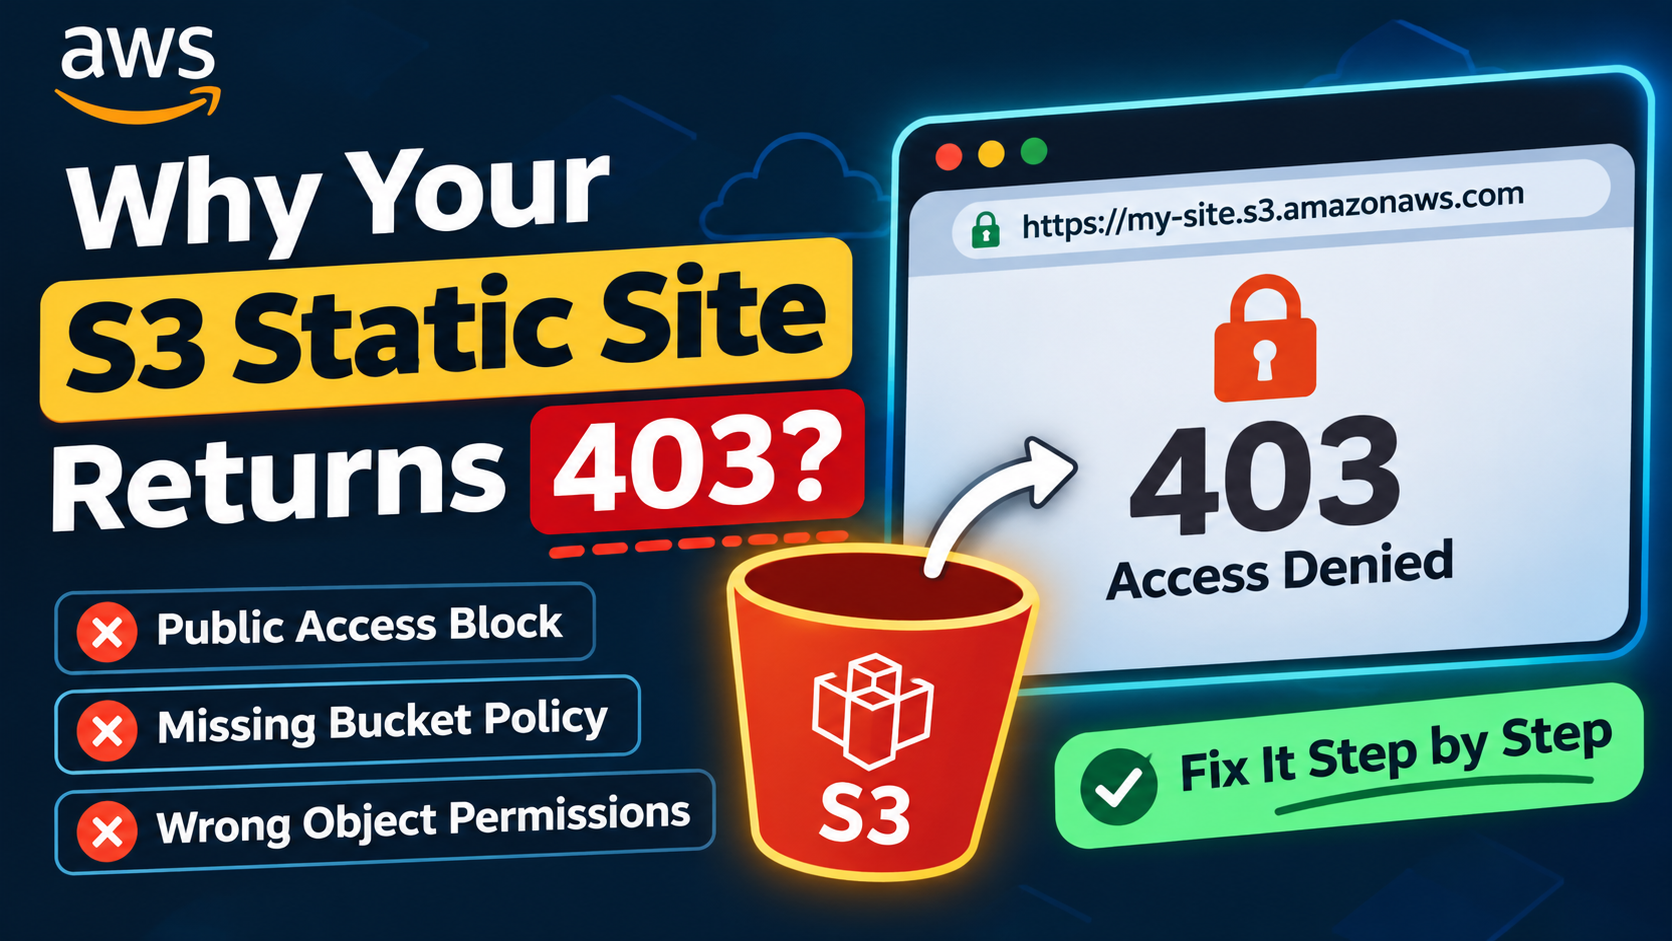 aws
Why Your
S3 Static Site
Returns 403?
Public Access Block
Missing Bucket Policy
Wrong Object Permissions
https://my-site.s3.amazonaws.com
403
Access Denied
S3
Fix It Step by Step